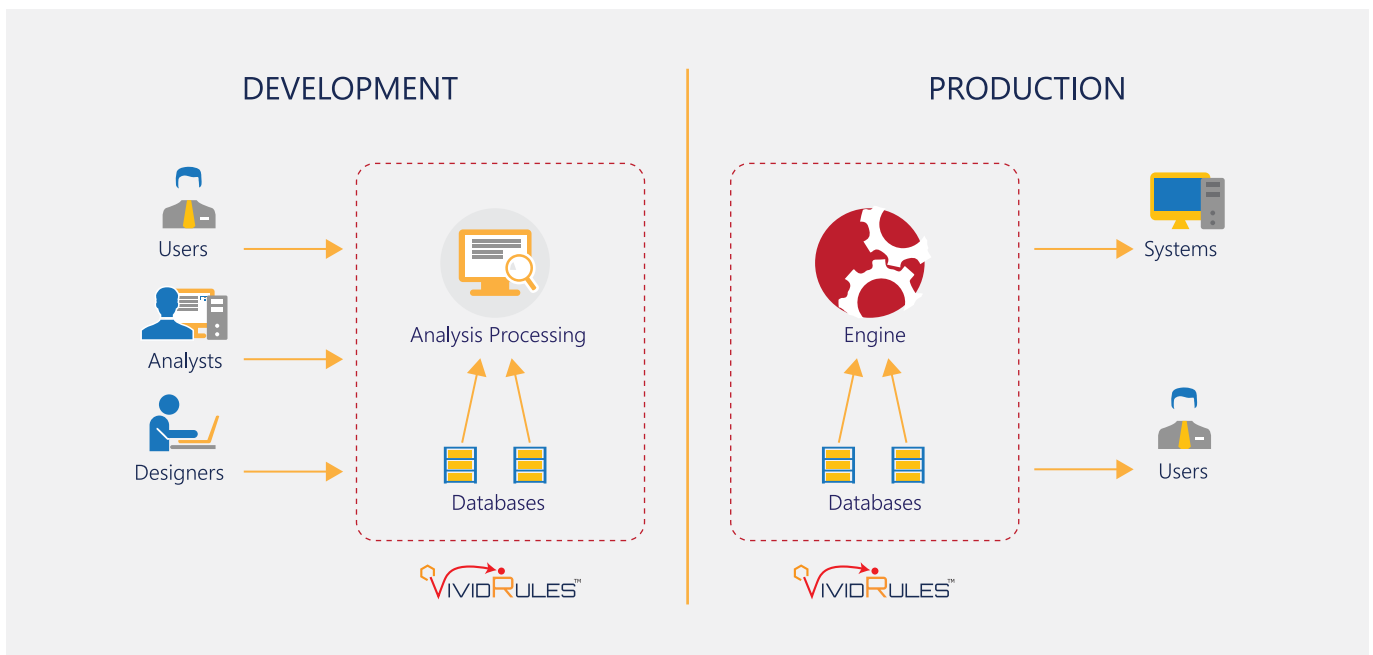 DEVELOPMENT
Users
Analysts
Designers
Analysis Processing
Databases
VIVIDRULES™
PRODUCTION
Engine
Databases
VIVIDRULES™
Systems
Users